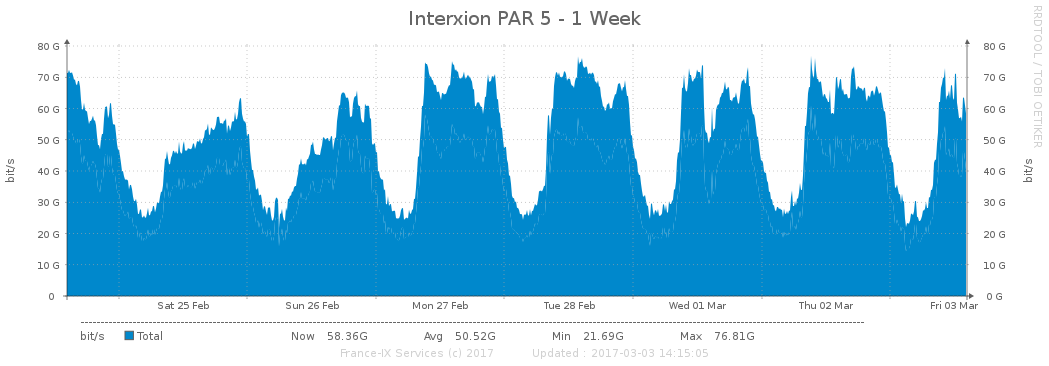 Interxion PAR 5 - 1 Week
RRDTOOL / TOBI OETIKER
80 G 80 G
70 G 70 G
60 G 60 G
50 G 50 G
40 G 40 G
30 G 30 G
20 G 20 G
10 G 10 G
0 0 G
bit/s bit/s
Sat 25 Feb Sun 26 Feb Mon 27 Feb Tue 28 Feb Wed 01 Mar Thu 02 Mar Fri 03 Mar
bit/s Total Now 58.36G Avg 50.52G Min 21.69G Max 76.81G
France-IX Services (c) 2017 Updated : 2017-03-03 14:15:05